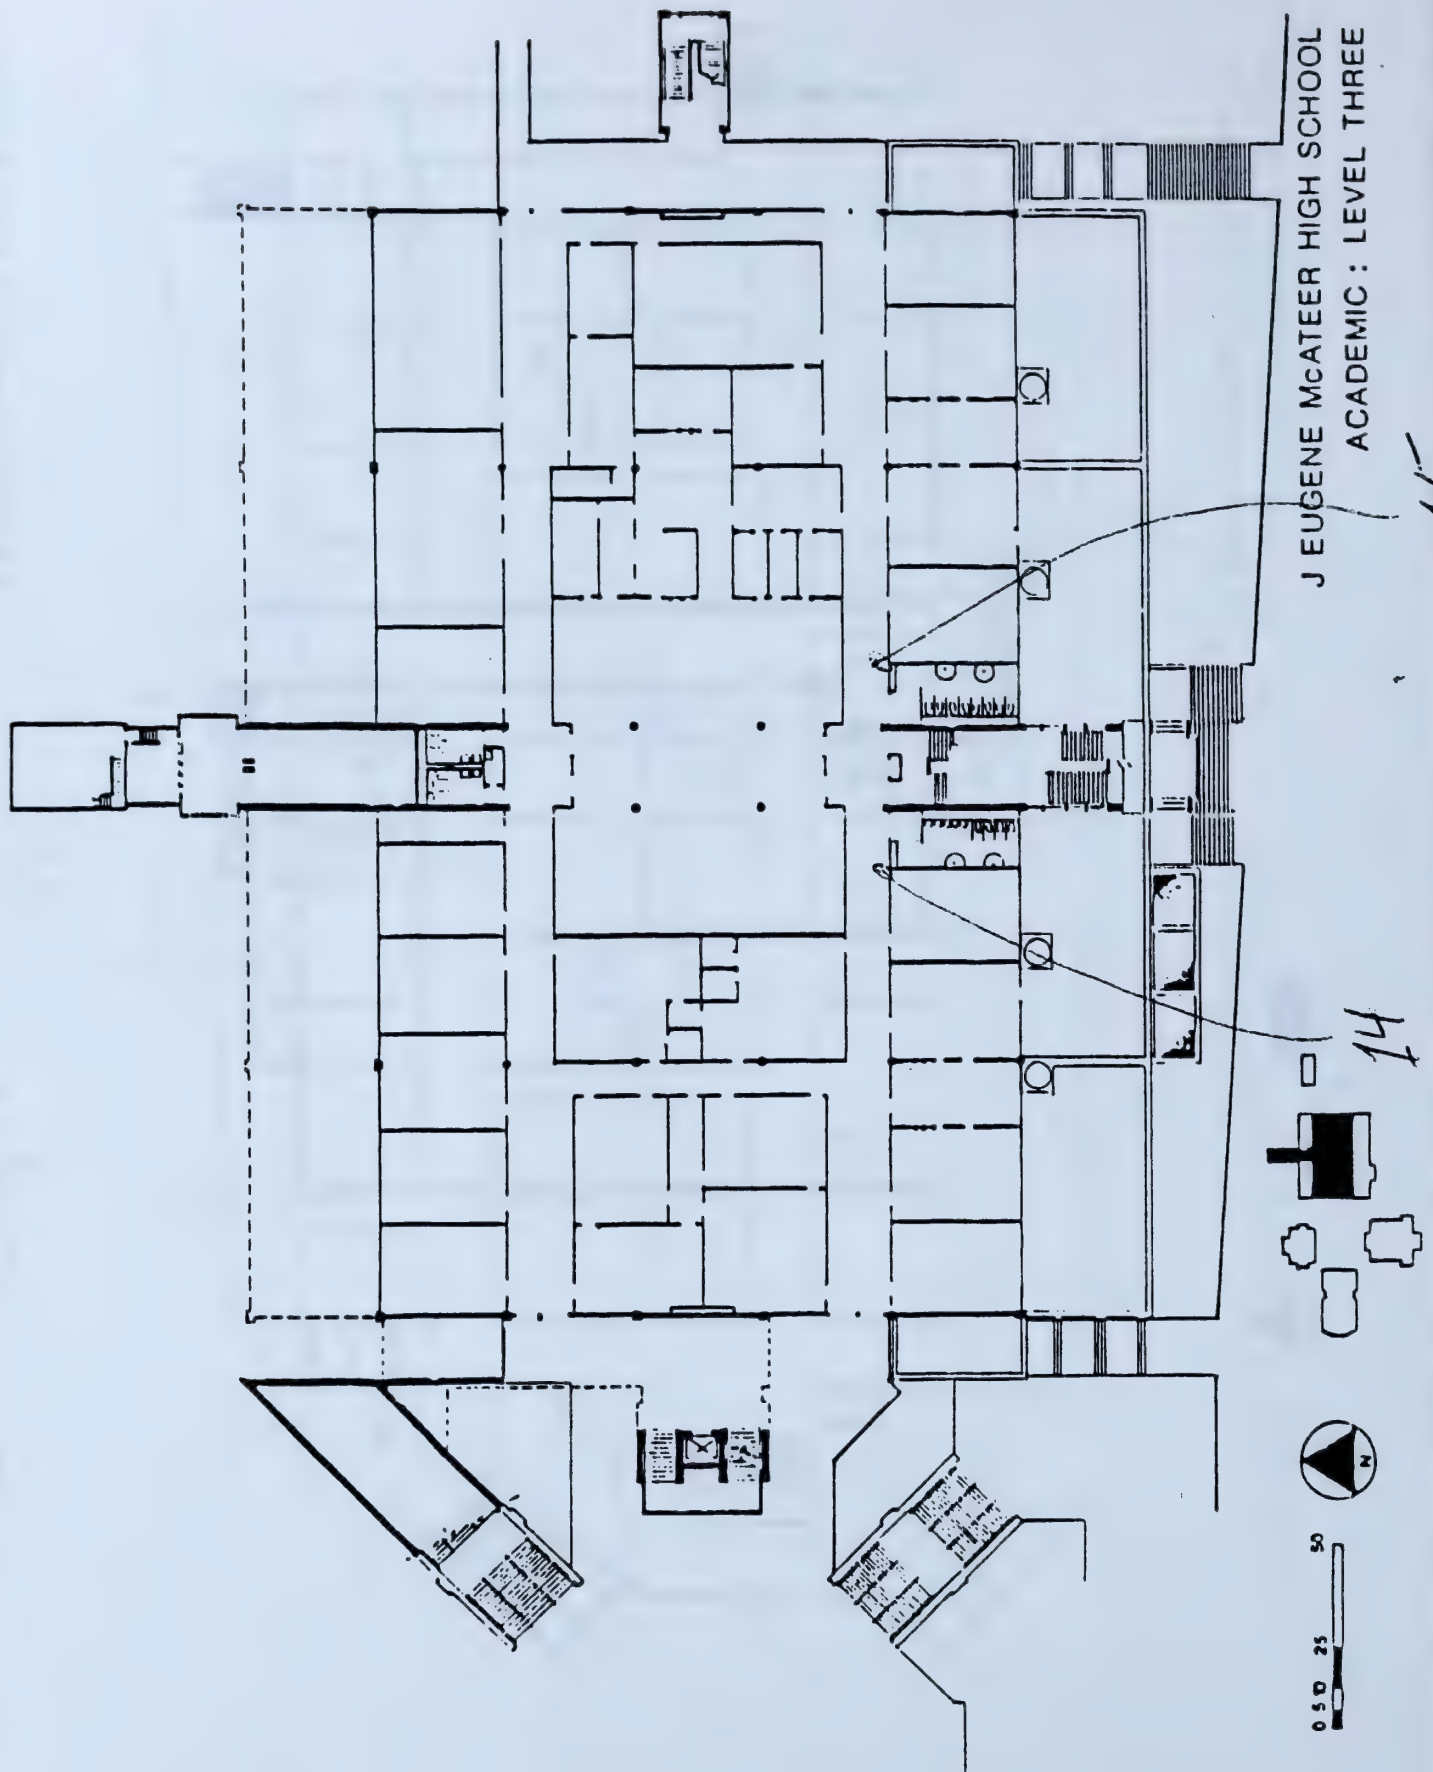 J EUGENE McATEER HIGH SCHOOL
ACADEMIC : LEVEL THREE
14
N
0 5 10 25 50